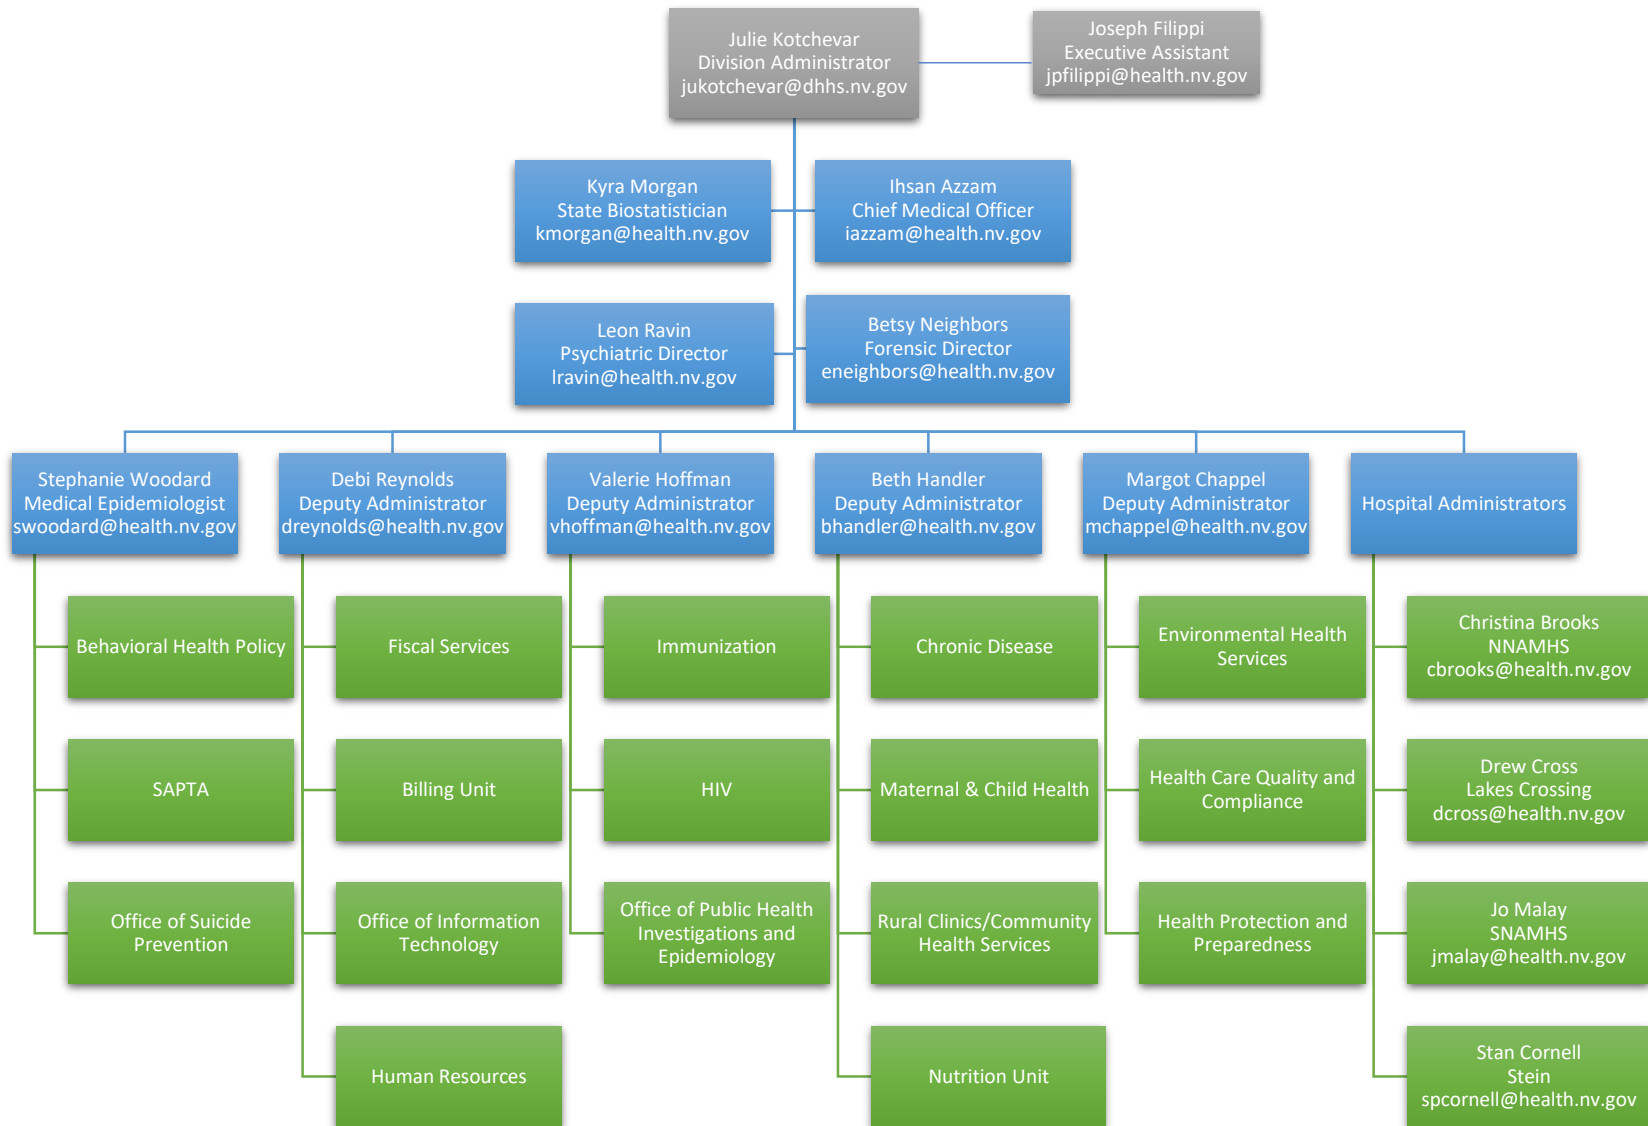 Julie Kotchevar
Division Administrator
jukotchevar@dhhs.nv.gov
Joseph Filippi
Executive Assistant
jpfilippi@health.nv.gov
Kyra Morgan
State Biostatistician
kmorgan@health.nv.gov
Ihsan Azzam
Chief Medical Officer
iazzam@health.nv.gov
Leon Ravin
Psychiatric Director
lravin@health.nv.gov
Betsy Neighbors
Forensic Director
eneighbors@health.nv.gov
Stephanie Woodard
Medical Epidemiologist
swoodard@health.nv.gov
Debi Reynolds
Deputy Administrator
dreynolds@health.nv.gov
Valerie Hoffman
Deputy Administrator
vhoffman@health.nv.gov
Beth Handler
Deputy Administrator
bhandler@health.nv.gov
Margot Chappel
Deputy Administrator
mchappel@health.nv.gov
Hospital Administrators
Behavioral Health Policy
Fiscal Services
Immunization
Chronic Disease
Environmental Health
Services
Christina Brooks
NNAMHS
cbrooks@health.nv.gov
SAPTA
Billing Unit
HIV
Maternal & Child Health
Health Care Quality and
Compliance
Drew Cross
Lakes Crossing
dcross@health.nv.gov
Office of Suicide
Prevention
Office of Information
Technology
Office of Public Health
Investigations and
Epidemiology
Rural Clinics/Community
Health Services
Health Protection and
Preparedness
Jo Malay
SNAMHS
jmalay@health.nv.gov
Human Resources
Nutrition Unit
Stan Cornell
Stein
spcornell@health.nv.gov